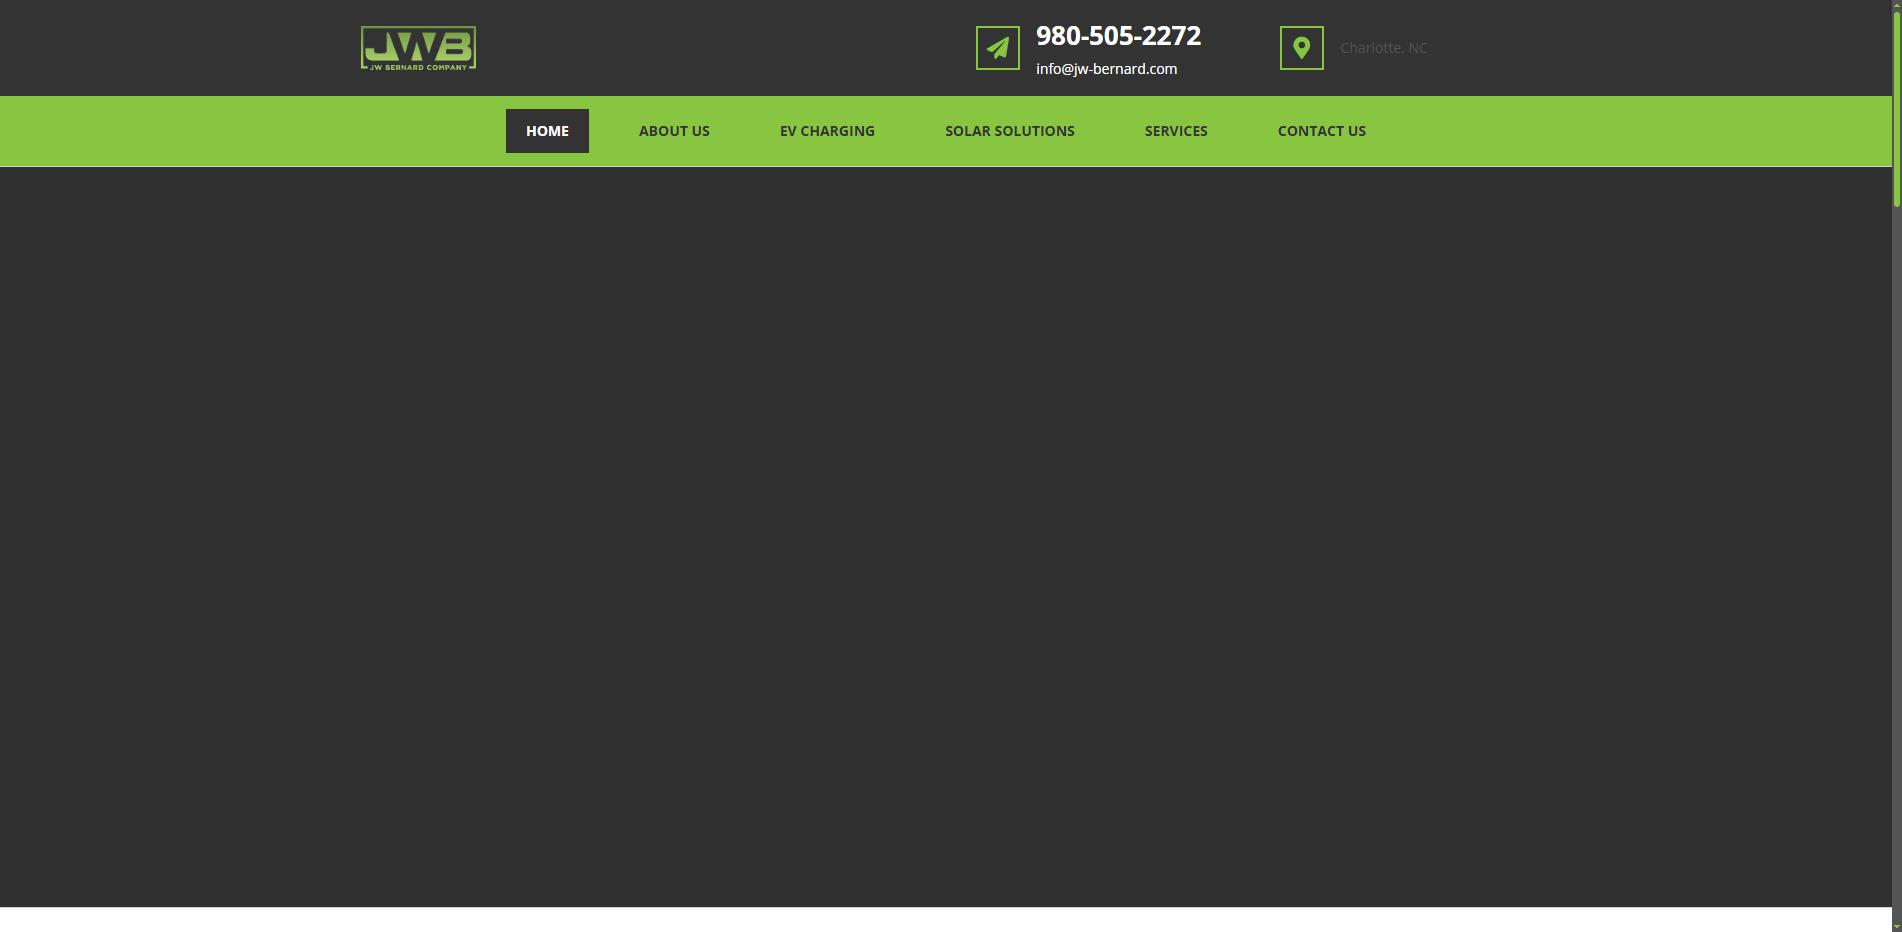 JWB
JW BERNARD COMPANY
980-505-2272
info@jw-bernard.com
Charlotte, NC
HOME
ABOUT US
EV CHARGING
SOLAR SOLUTIONS
SERVICES
CONTACT US